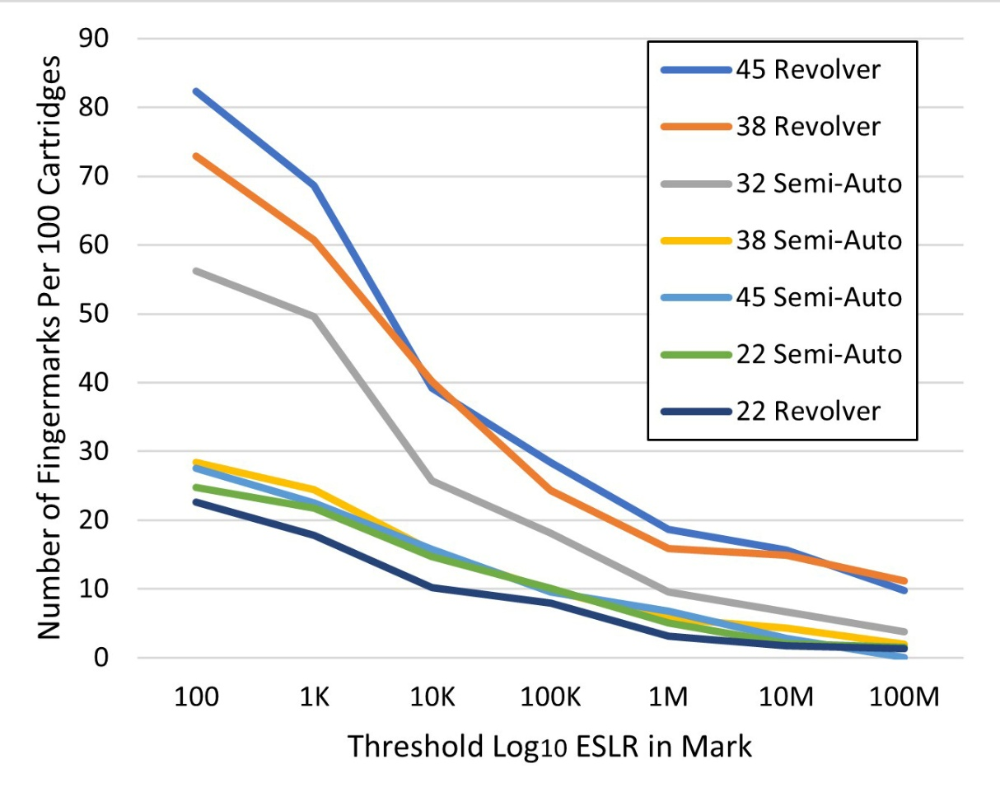 Number of Fingermarks Per 100 Cartridges
90
80
70
60
50
40
30
20
10
0
45 Revolver
38 Revolver
32 Semi-Auto
38 Semi-Auto
45 Semi-Auto
22 Semi-Auto
22 Revolver
100 1K 10K 100K 1M 10M 100M
Threshold Log10 ESLR in Mark